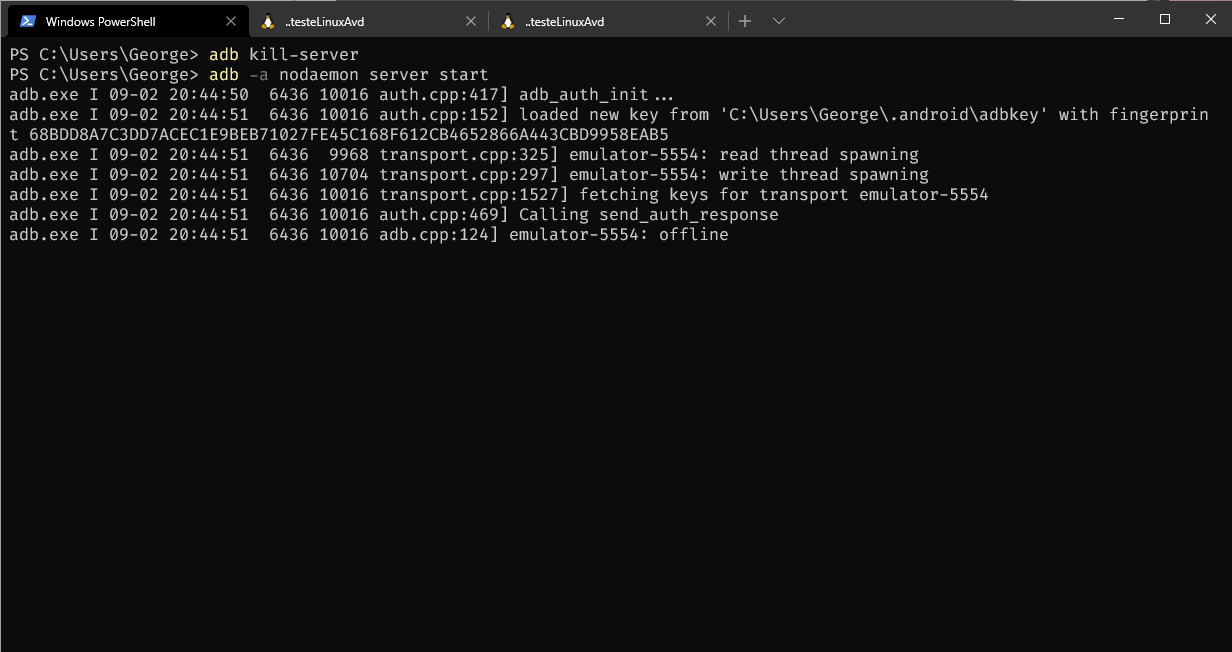 Windows PowerShell
..testeLinuxAvd
..testeLinuxAvd
PS C:\Users\George> adb kill-server
PS C:\Users\George> adb -a nodaemon server start
adb.exe I 09-02 20:44:50  6436 10016 auth.cpp:417] adb_auth_init...
adb.exe I 09-02 20:44:51  6436 10016 auth.cpp:152] loaded new key from 'C:\Users\George\.android\adbkey' with fingerprin
t 68BDD8A7C3DD7ACEC1E9BEB71027FE45C168F612CB4652866A443CBD9958EAB5
adb.exe I 09-02 20:44:51  6436  9968 transport.cpp:325] emulator-5554: read thread spawning
adb.exe I 09-02 20:44:51  6436 10704 transport.cpp:297] emulator-5554: write thread spawning
adb.exe I 09-02 20:44:51  6436 10016 transport.cpp:1527] fetching keys for transport emulator-5554
adb.exe I 09-02 20:44:51  6436 10016 auth.cpp:469] Calling send_auth_response
adb.exe I 09-02 20:44:51  6436 10016 adb.cpp:124] emulator-5554: offline